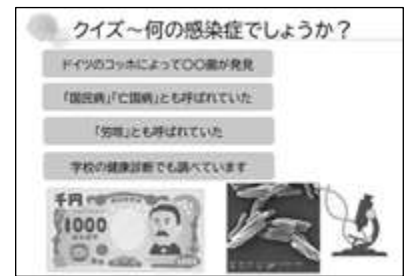 クイズ~何の感染症でしょうか？
ドイツのコッホによって〇〇菌が発見
「国民病」「亡国病」とも呼ばれていた
「労咳」とも呼ばれていた
学校の健康診断でも調べています
千円
1000